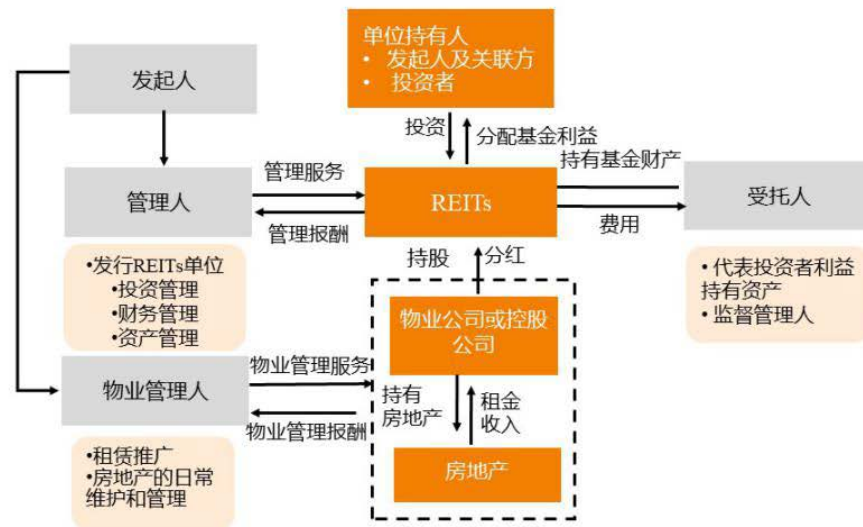 单位持有人
• 发起人及关联方
• 投资者
发起人
投资
分配基金利益
管理服务
持有基金财产
管理人
REITs
受托人
管理报酬
费用
•发行REITs单位
•投资管理
•财务管理
•资产管理
持股
分红
• 代表投资者利益
持有资产
• 监督管理人
物业公司或控股
公司
物业管理服务
物业管理人
持有
房地产
租金
收入
物业管理报酬
•租赁推广
•房地产的日常
维护和管理
房地产